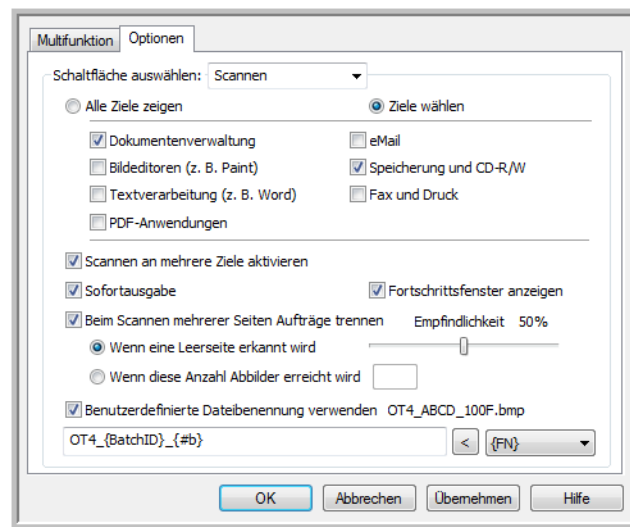 Multifunktion Optionen
Schaltfläche auswählen: Scannen
Alle Ziele zeigen Ziele wählen
Dokumentenverwaltung eMail
Bildeditoren (z. B. Paint) Speicherung und CD-R/W
Textverarbeitung (z. B. Word) Fax und Druck
PDF-Anwendungen
Scannen an mehrere Ziele aktivieren
Sofortausgabe Fortschrittsfenster anzeigen
Beim Scannen mehrerer Seiten Aufträge trennen Empfindlichkeit 50%
Wenn eine Leerseite erkannt wird
Wenn diese Anzahl Abbilder erreicht wird
Benutzerdefinierte Dateibenennung verwenden OT4_ABCD_100F.bmp
OT4_{BatchID}_{#b} < {FN}
OK Abbrechen Übernehmen Hilfe